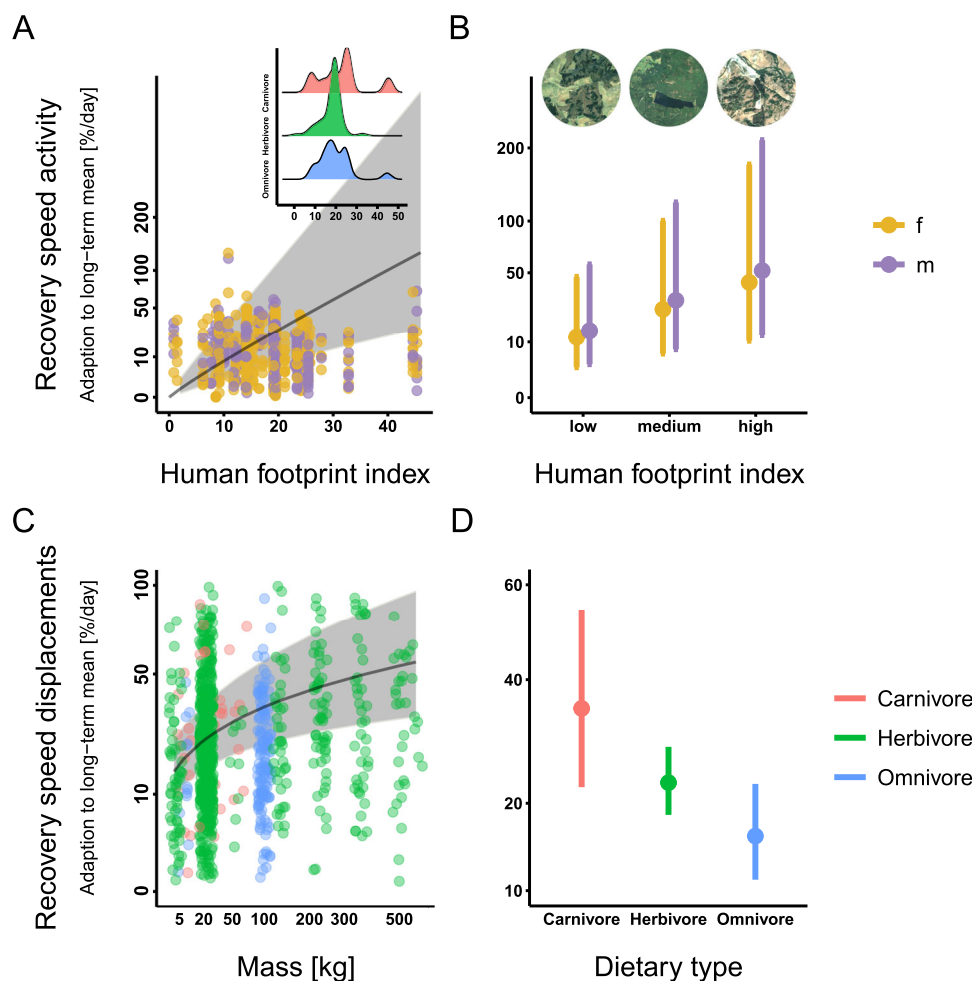 A
Recovery speed activity
Adaption to long−term mean [%/day]
200
100
50
10
0
0 10 20 30 40
Human footprint index
Omnivore Herbivore Carnivore
0 10 20 30 40 50
B
200
100
50
10
0
low medium high
Human footprint index
f
m
C
Recovery speed displacements
Adaption to long−term mean [%/day]
100
50
10
0
5 20 50 100 200 300 500
Mass [kg]
D
60
40
20
10
Carnivore Herbivore Omnivore
Dietary type
Carnivore
Herbivore
Omnivore